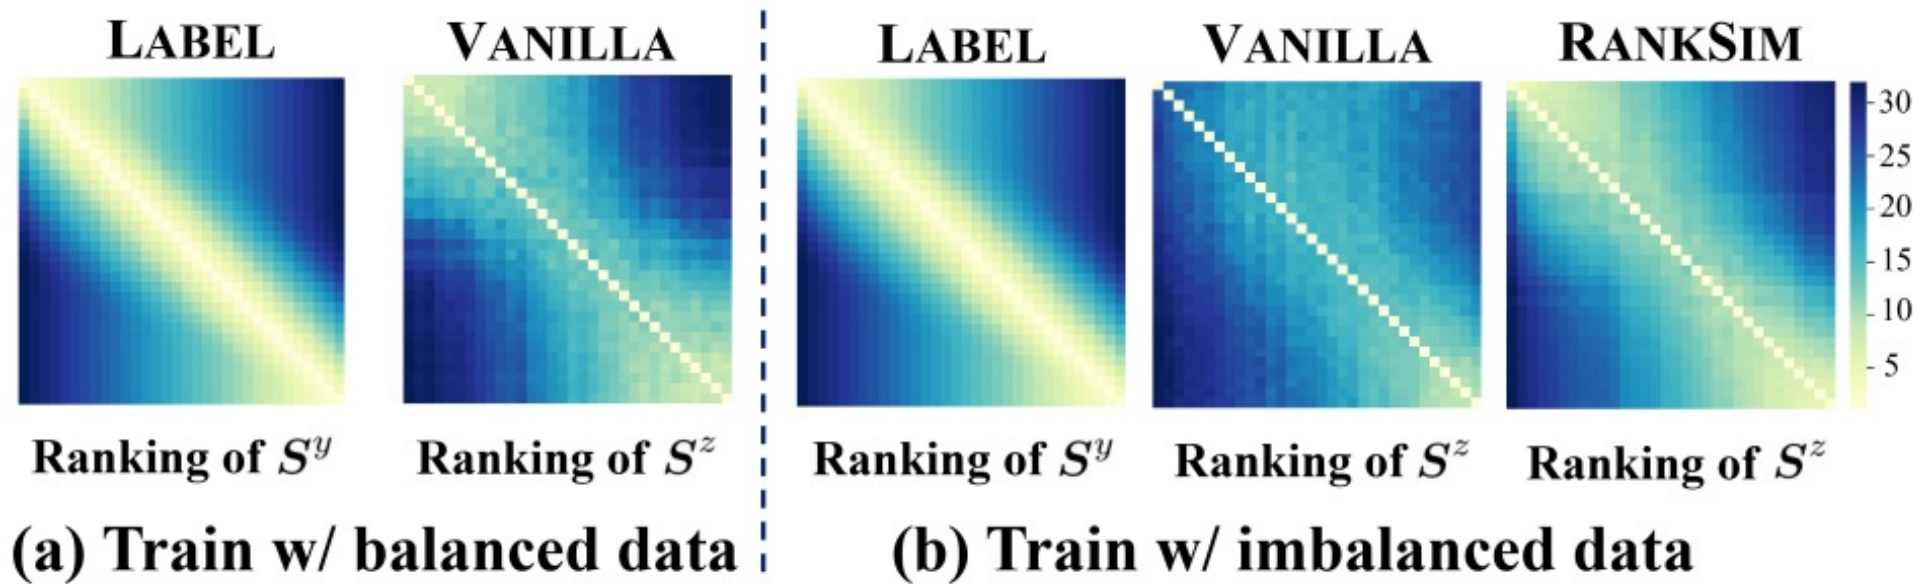 LABEL VANILLA
Ranking of $S^y$ Ranking of $S^z$
(a) Train w/ balanced data
LABEL VANILLA RANKSIM
30
25
20
15
10
5
Ranking of $S^y$ Ranking of $S^z$ Ranking of $S^z$
(b) Train w/ imbalanced data